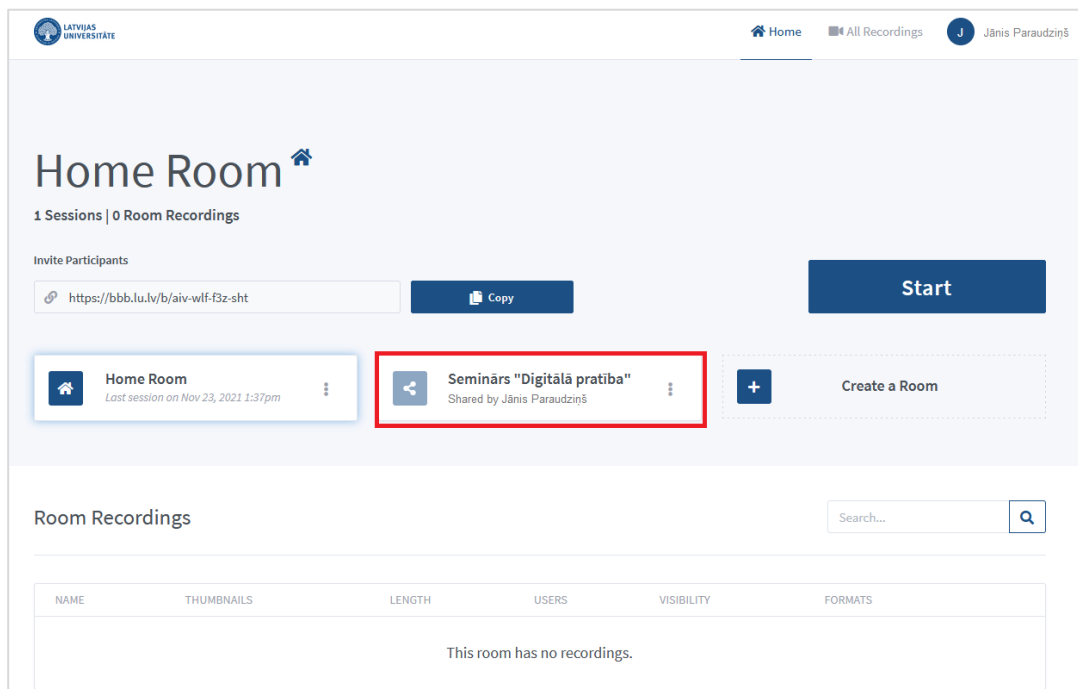 LATVIJAS
UNIVERSITĀTE
Home
All Recordings
J
Jānis Paraudziņš
Home Room
1 Sessions | 0 Room Recordings
Invite Participants
https://bbb.lu.lv/b/aiv-wlf-f3z-sht
Copy
Start
Home Room
Last session on Nov 23, 2021 1:37pm
Seminārs "Digitālā pratība"
Shared by Jānis Paraudziņš
Create a Room
Room Recordings
Search...
NAME THUMBNAILS LENGTH USERS VISIBILITY FORMATS
This room has no recordings.